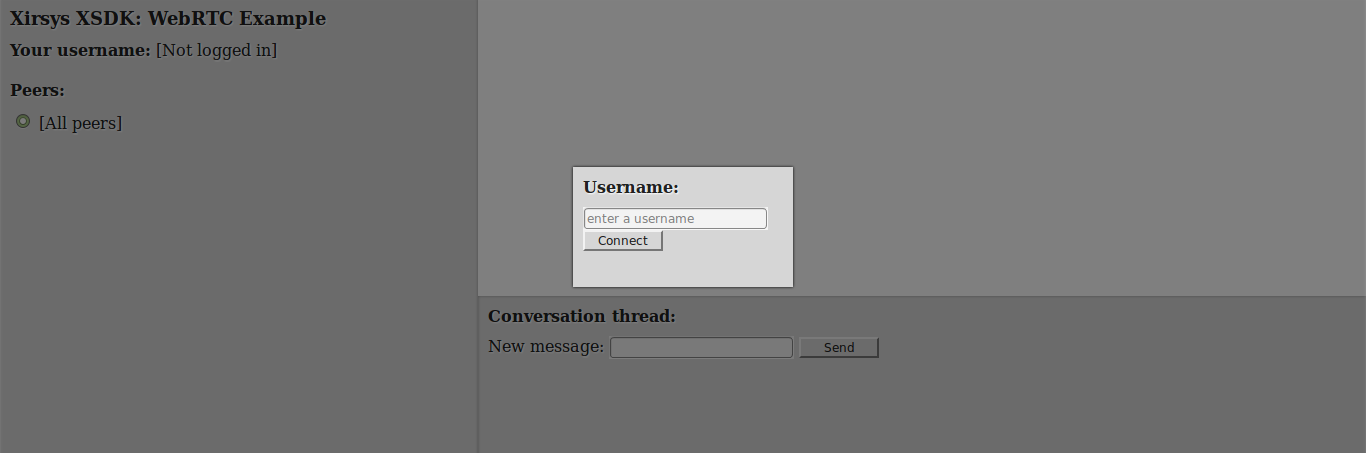 Xirsys XSDK: WebRTC Example
Your username: [Not logged in]
Peers:
[All peers]
Username:
enter a username
Connect
Conversation thread:
New message:
Send